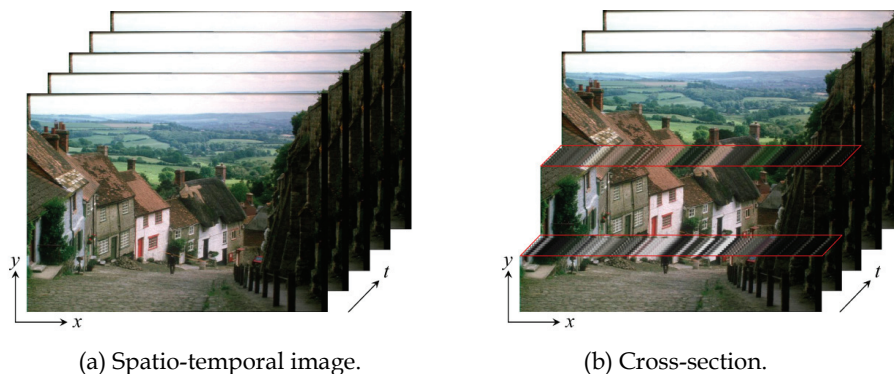 y
x
t
y
x
t
(a) Spatio-temporal image.
(b) Cross-section.